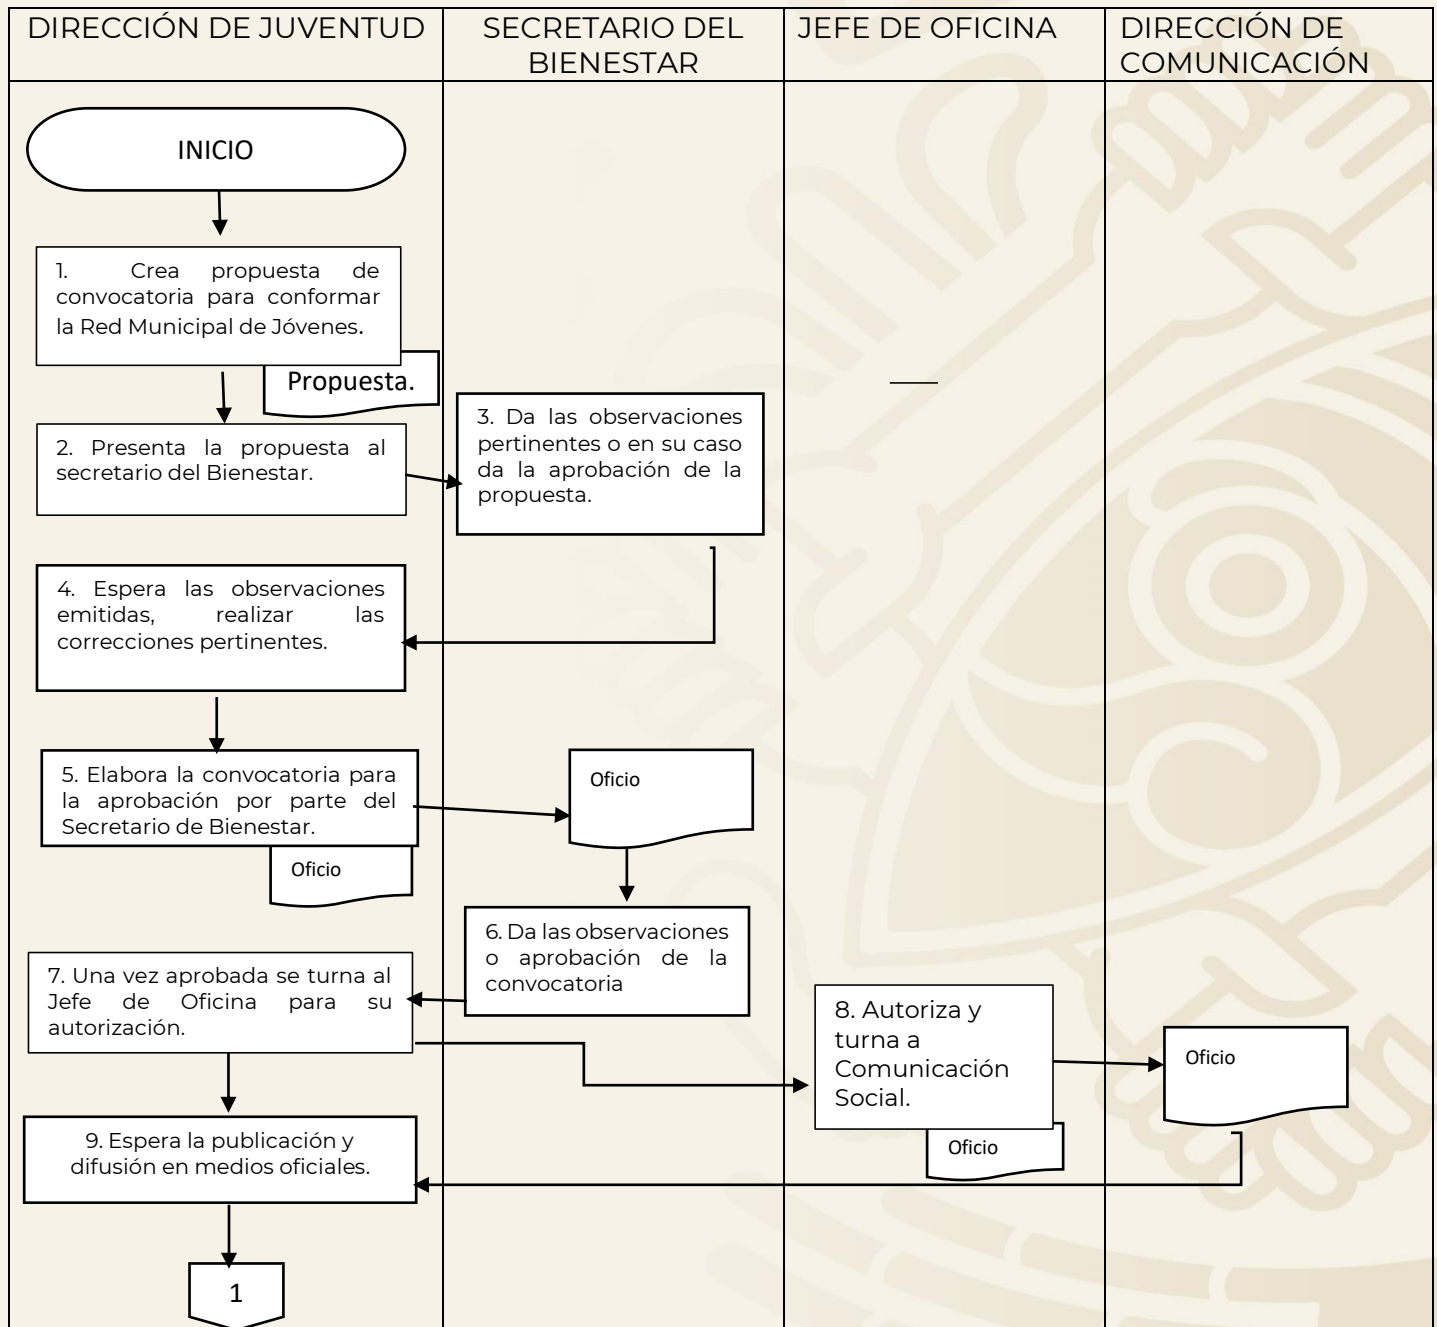 DIRECCIÓN DE JUVENTUD
SECRETARIO DEL
BIENESTAR
JEFE DE OFICINA
DIRECCIÓN DE
COMUNICACIÓN
INICIO
1. Crea propuesta de
convocatoria para conformar
la Red Municipal de Jóvenes.
Propuesta.
2. Presenta la propuesta al
secretario del Bienestar.
3. Da las observaciones
pertinentes o en su caso
da la aprobación de la
propuesta.
4. Espera las observaciones
emitidas, realizar las
correcciones pertinentes.
5. Elabora la convocatoria para
la aprobación por parte del
Secretario de Bienestar.
Oficio
Oficio
6. Da las observaciones
o aprobación de la
convocatoria
7. Una vez aprobada se turna al
Jefe de Oficina para su
autorización.
8. Autoriza y
turna a
Comunicación
Social.
Oficio
Oficio
9. Espera la publicación y
difusión en medios oficiales.
1